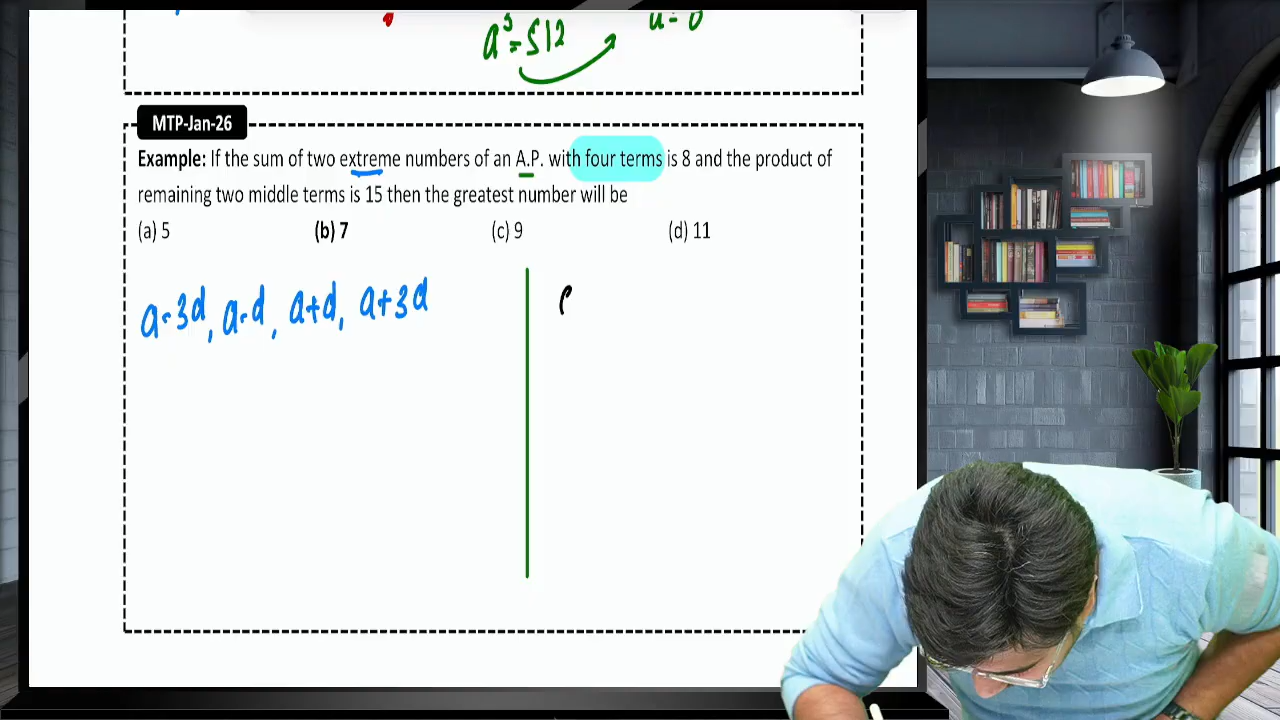 a³=512
MTP-Jan-26
Example: If the sum of two extreme numbers of an A.P. with four terms is 8 and the product of
remaining two middle terms is 15 then the greatest number will be
(a) 5 (b) 7 (c) 9 (d) 11
a-3d, a-d, a+d, a+3d